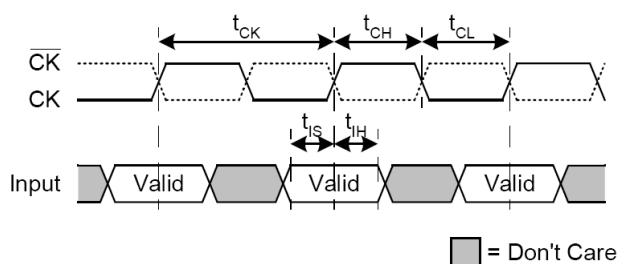 tCK tCH tCL
CK
CK
tIS tIH
Input Valid Valid Valid
= Don't Care